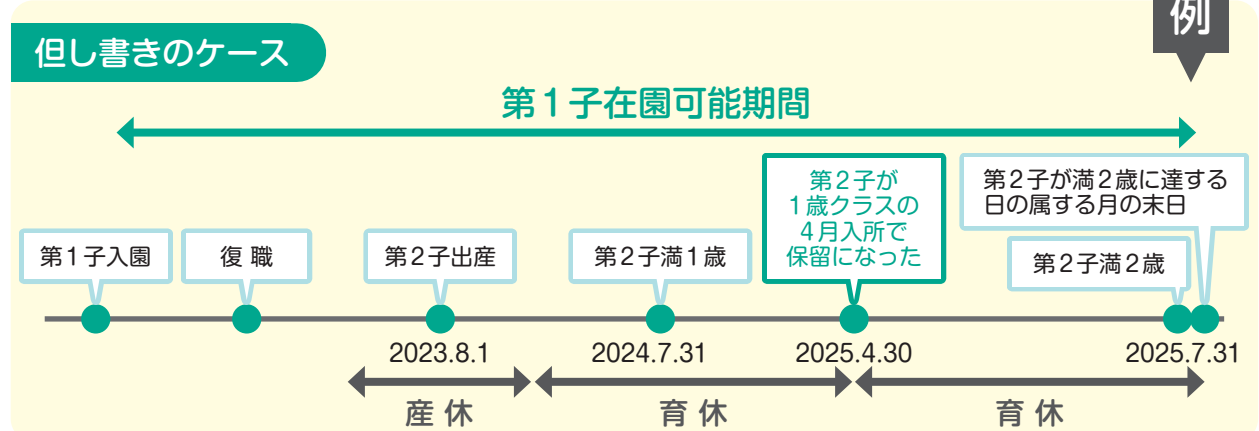 例
但し書きのケース
第1子在園可能期間
第1子入園
復職
第2子出産
第2子満1歳
第2子が
1歳クラスの
4月入所で
保留になった
第2子が満2歳に達する
日の属する月の末日
第2子満2歳
2023.8.1
2024.7.31
2025.4.30
2025.7.31
産休
育休
育休